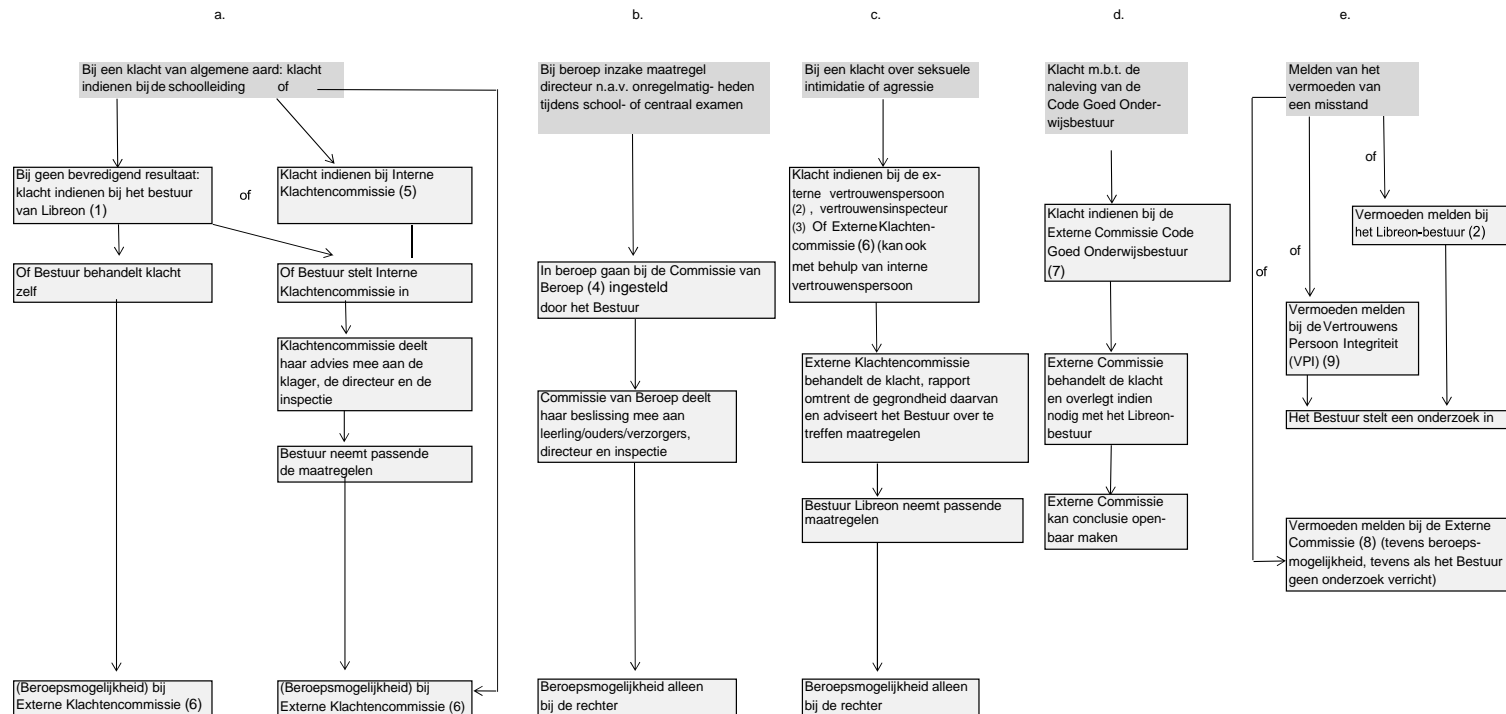 a.
Bij een klacht van algemene aard: klacht
indienen bij de schoolleiding of
Bij geen bevredigend resultaat:
klacht indienen bij het bestuur
van Libreon (1)
of
Klacht indienen bij Interne
Klachtencommissie (5)
Of Bestuur behandelt klacht
zelf
Of Bestuur stelt Interne
Klachtencommissie in
Klachtencommissie deelt
haar advies mee aan de
klager, de directeur en de
inspectie
Bestuur neemt passende
de maatregelen
(Beroepsmogelijkheid) bij
Externe Klachtencommissie (6)
(Beroepsmogelijkheid) bij
Externe Klachtencommissie (6)
b.
Bij beroep inzake maatregel
directeur n.a.v. onregelmatig- heden
tijdens school- of centraal examen
In beroep gaan bij de Commissie van
Beroep (4) ingesteld
door het Bestuur
Commissie van Beroep deelt
haar beslissing mee aan
leerling/ouders/verzorgers,
directeur en inspectie
Beroepsmogelijkheid alleen
bij de rechter
c.
Bij een klacht over seksuele
intimidatie of agressie
Klacht indienen bij de ex-
terne vertrouwenspersoon
(2) , vertrouwensinspecteur
(3) Of Externe Klachten-
commissie (6) (kan ook
met behulp van interne
vertrouwenspersoon
Externe Klachtencommissie
behandelt de klacht, rapport
omtrent de gegrondheid daarvan
en adviseert het Bestuur over te
treffen maatregelen
Bestuur Libreon neemt passende
maatregelen
Beroepsmogelijkheid alleen
bij de rechter
d.
Klacht m.b.t. de
naleving van de
Code Goed Onder-
wijsbestuur
Klacht indienen bij de
Externe Commissie Code
Goed Onderwijsbestuur
(7)
Externe Commissie
behandelt de klacht
en overlegt indien
nodig met het Libreon-
bestuur
Externe Commissie
kan conclusie open-
baar maken
e.
Melden van het
vermoeden van
een misstand
of
Vermoeden melden bij
het Libreon-bestuur (2)
of
of
Vermoeden melden
bij de Vertrouwens
Persoon Integriteit
(VPI) (9)
Het Bestuur stelt een onderzoek in
Vermoeden melden bij de Externe
Commissie (8) (tevens beroeps-
mogelijkheid, tevens als het Bestuur
geen onderzoek verricht)